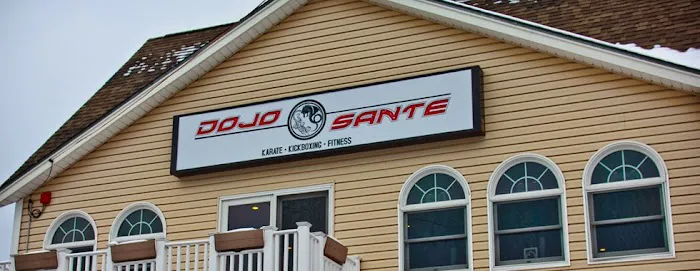 DOJO SANTE
KARATE • KICKBOXING • FITNESS